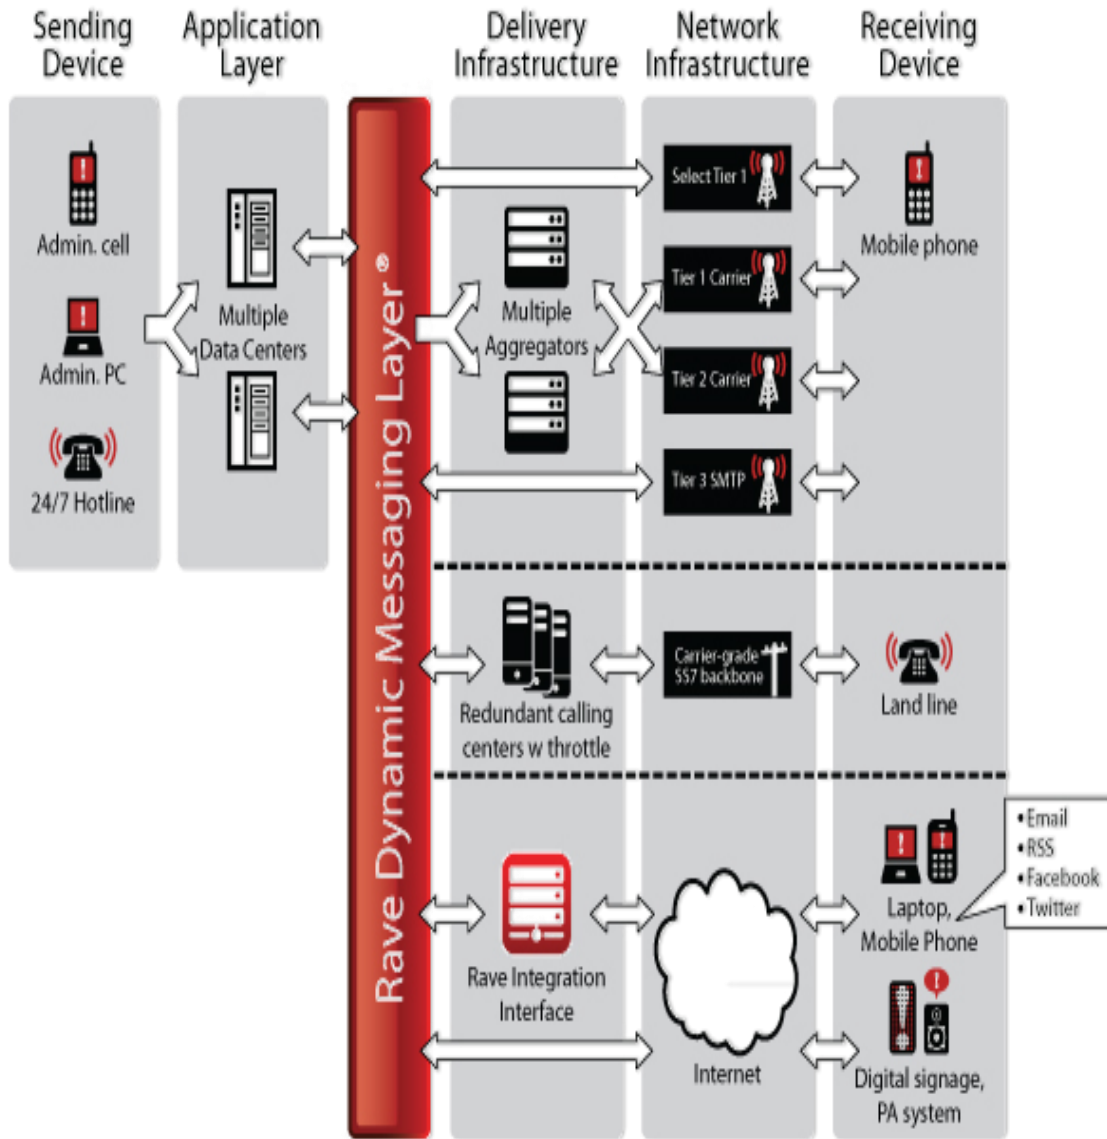 Sending
Device
Application
Layer
Delivery
Infrastructure
Network
Infrastructure
Receiving
Device
Admin. cell
Admin. PC
24/7 Hotline
Multiple
Data Centers
Rave Dynamic Messaging Layer®
Multiple
Aggregators
Select Tier 1
Tier 1 Carrier
Tier 2 Carrier
Tier 3 SMTP
Mobile phone
Redundant calling
centers w throttle
Carrier-grade
SS7 backbone
Land line
Rave Integration
Interface
Internet
Laptop,
Mobile Phone
•Email
•RSS
•Facebook
•Twitter
Digital signage,
PA system